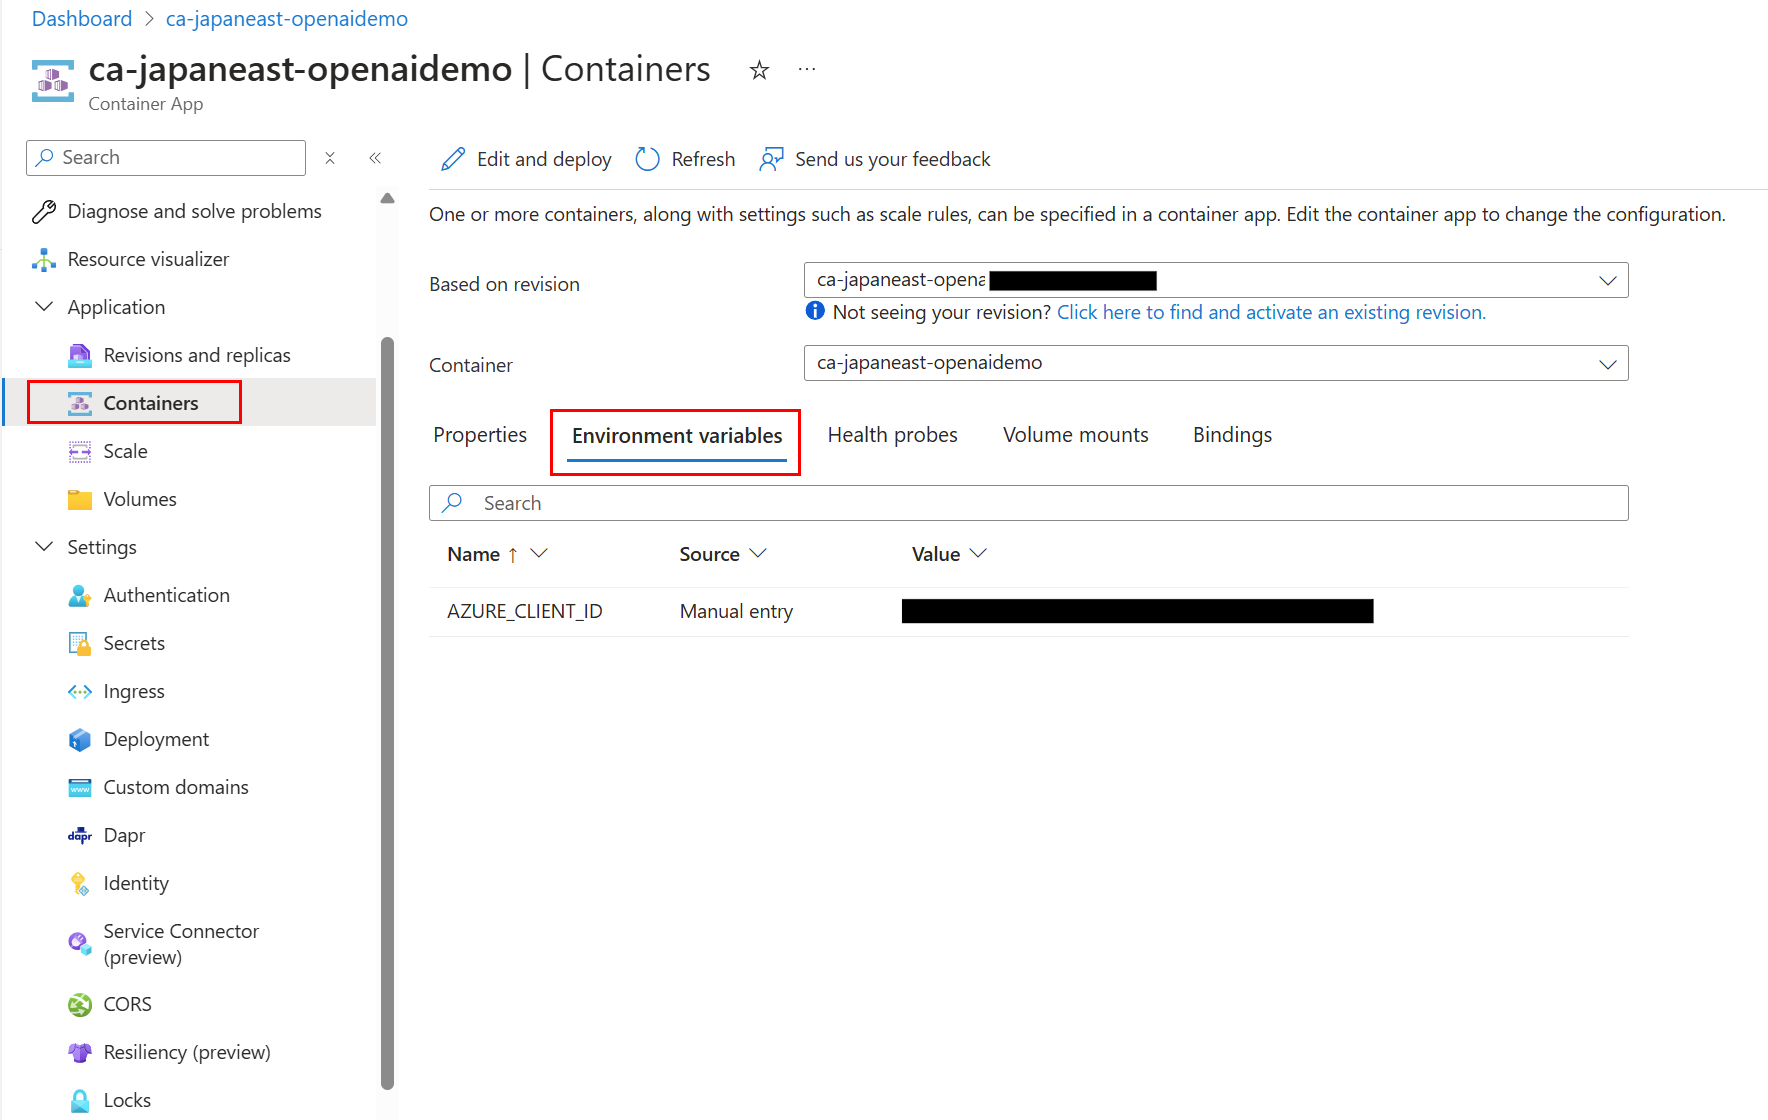 Dashboard > ca-japaneast-openaidemo
ca-japaneast-openaidemo | Containers
Container App
Search
Edit and deploy
Refresh
Send us your feedback
Diagnose and solve problems
Resource visualizer
Application
Revisions and replicas
Containers
Scale
Volumes
Settings
Authentication
Secrets
Ingress
Deployment
www
Custom domains
dapr
Dapr
Identity
Service Connector
(preview)
CORS
Resiliency (preview)
Locks
One or more containers, along with settings such as scale rules, can be specified in a container app. Edit the container app to change the configuration.
Based on revision
ca-japaneast-opena
Not seeing your revision? Click here to find and activate an existing revision.
Container
ca-japaneast-openaidemo
Properties
Environment variables
Health probes
Volume mounts
Bindings
Search
Name ↑
Source
Value
AZURE_CLIENT_ID
Manual entry